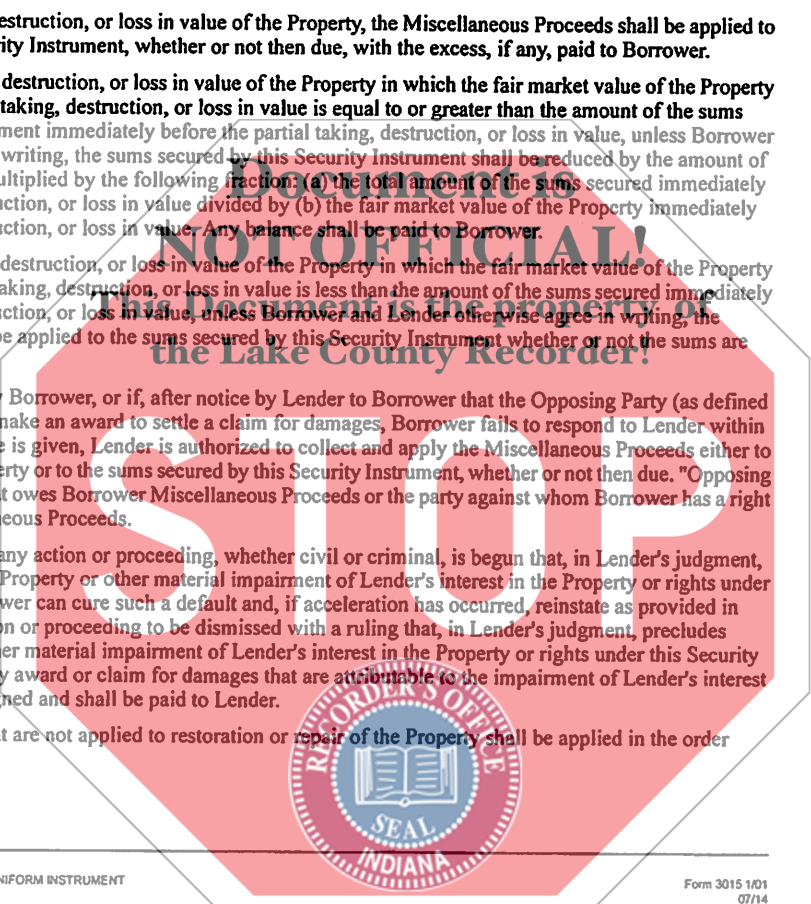 estruction, or loss in value of the Property, the Miscellaneous Proceeds shall be applied to
ity Instrument, whether or not then due, with the excess, if any, paid to Borrower.
destruction, or loss in value of the Property in which the fair market value of the Property
taking, destruction, or loss in value is equal to or greater than the amount of the sums
ment immediately before the partial taking, destruction, or loss in value, unless Borrower
writing, the sums secured by this Security Instrument shall be reduced by the amount of
ultiplied by the following fraction: (a) the total amount of the sums secured immediately
ction, or loss in value divided by (b) the fair market value of the Property immediately
ction, or loss in value. Any balance shall be paid to Borrower.
destruction, or loss in value of the Property in which the fair market value of the Property
aking, destruction, or loss in value is less than the amount of the sums secured immediately
ction, or loss in value, unless Borrower and Lender otherwise agree in writing, the
e applied to the sums secured by this Security Instrument whether or not the sums are
Document is
NOT OFFICIAL!
This Document is the property of
the Lake County Recorder!
Borrower, or if, after notice by Lender to Borrower that the Opposing Party (as defined
make an award to settle a claim for damages, Borrower fails to respond to Lender within
e is given, Lender is authorized to collect and apply the Miscellaneous Proceeds either to
erty or to the sums secured by this Security Instrument, whether or not then due. "Opposing
t owes Borrower Miscellaneous Proceeds or the party against whom Borrower has a right
eous Proceeds.
STOP
any action or proceeding, whether civil or criminal, is begun that, in Lender's judgment,
Property or other material impairment of Lender's interest in the Property or rights under
wer can cure such a default and, if acceleration has occurred, reinstate as provided in
on or proceeding to be dismissed with a ruling that, in Lender's judgment, precludes
er material impairment of Lender's interest in the Property or rights under this Security
y award or claim for damages that are attributable to the impairment of Lender's interest
ned and shall be paid to Lender.
t are not applied to restoration or repair of the Property shall be applied in the order
RECORDER'S OFFICE
SEAL
INDIANA
NIFORM INSTRUMENT
Form 3015 1/01
07/14